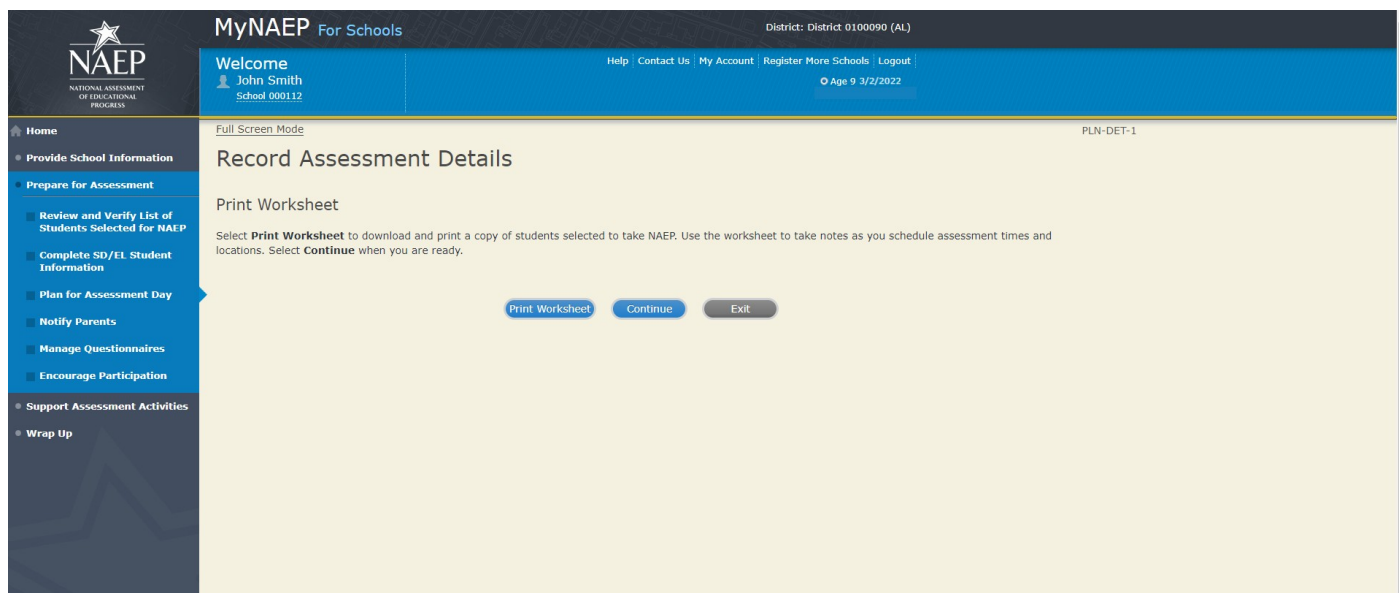 NAEP
NATIONAL ASSESSMENT
OF EDUCATIONAL
PROGRESS
MyNAEP For Schools
District: District 0100090 (AL)
Welcome
John Smith
School 000112
Help Contact Us My Account Register More Schools Logout
Age 9 3/2/2022
Home
Provide School Information
Prepare for Assessment
Review and Verify List of
Students Selected for NAEP
Complete SD/EL Student
Information
Plan for Assessment Day
Notify Parents
Manage Questionnaires
Encourage Participation
Support Assessment Activities
Wrap Up
Full Screen Mode
PLN-DET-1
Record Assessment Details
Print Worksheet
Select Print Worksheet to download and print a copy of students selected to take NAEP. Use the worksheet to take notes as you schedule assessment times and
locations. Select Continue when you are ready.
Print Worksheet Continue Exit